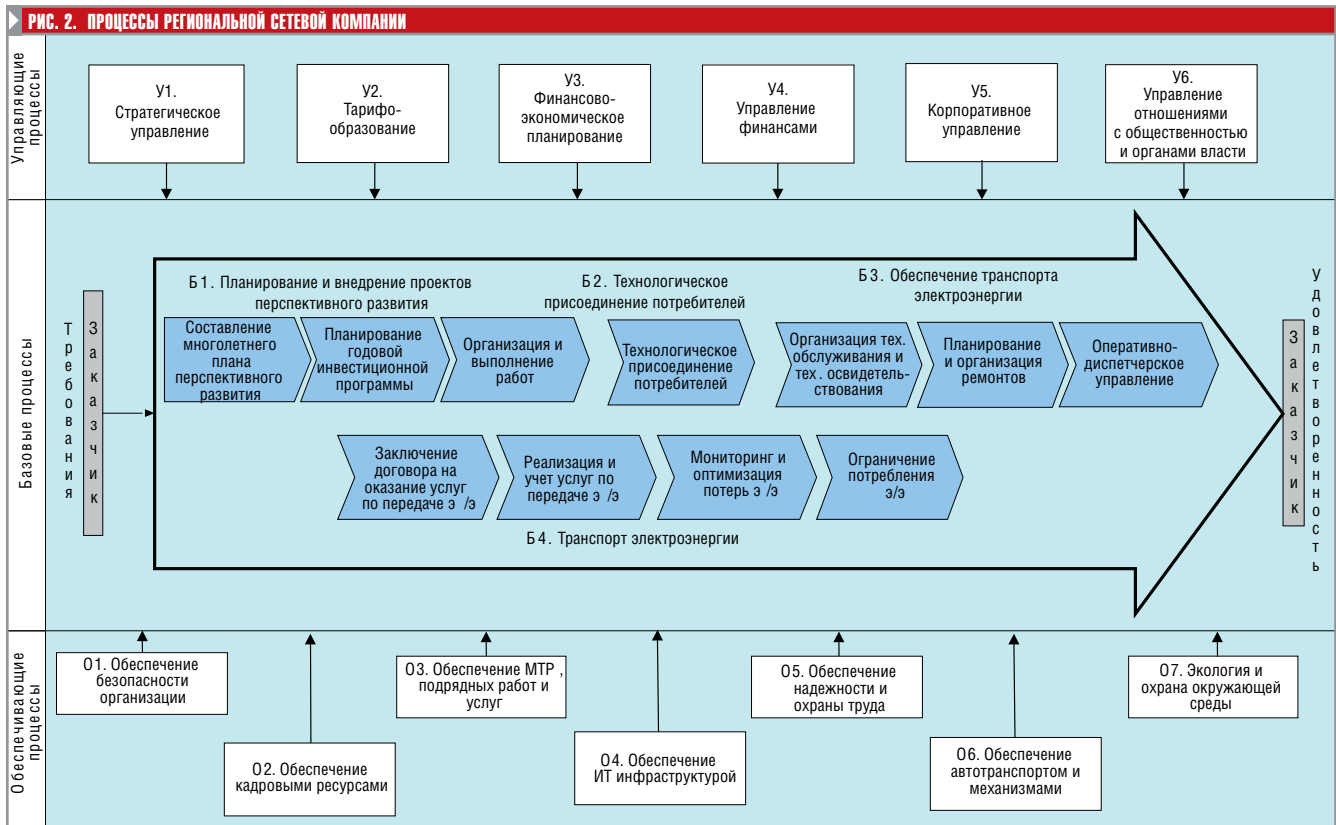 РИС. 2. ПРОЦЕССЫ РЕГИОНАЛЬНОЙ СЕТЕВОЙ КОМПАНИИ
Управляющие
процессы
У1.
Стратегическое
управление
У2.
Тарифо-
образование
У3.
Финансово-
экономическое
планирование
У4.
Управление
финансами
У5.
Корпоративное
управление
У6.
Управление
отношениями
с общественностью
и органами власти
Базовые процессы
Требования
Заказчик
Б1. Планирование и внедрение проектов
перспективного развития
Б2. Технологическое
присоединение потребителей
Б3. Обеспечение транспорта
электроэнергии
Составление
многолетнего
плана
перспективного
развития
Планирование
годовой
инвестиционной
программы
Организация и
выполнение
работ
Технологическое
присоединение
потребителей
Организация тех.
обслуживания и
тех. освидетель-
ствования
Планирование
и организация
ремонтов
Оперативно-
диспетчерское
управление
Заключение
договора на
оказание услуг
по передаче э /э
Реализация и
учет услуг по
передаче э /э
Мониторинг и
оптимизация
потерь э /э
Ограничение
потребления
э/э
Б4. Транспорт электроэнергии
Заказчик
Удовлетворенность
Обеспечивающие
процессы
О1. Обеспечение
безопасности
организации
О2. Обеспечение
кадровыми ресурсами
О3. Обеспечение МТР ,
подрядных работ и
услуг
О4. Обеспечение
ИТ инфраструктурой
О5. Обеспечение
надежности и
охраны труда
О6. Обеспечение
автотранспортом и
механизмами
О7. Экология и
охрана окружающей
среды